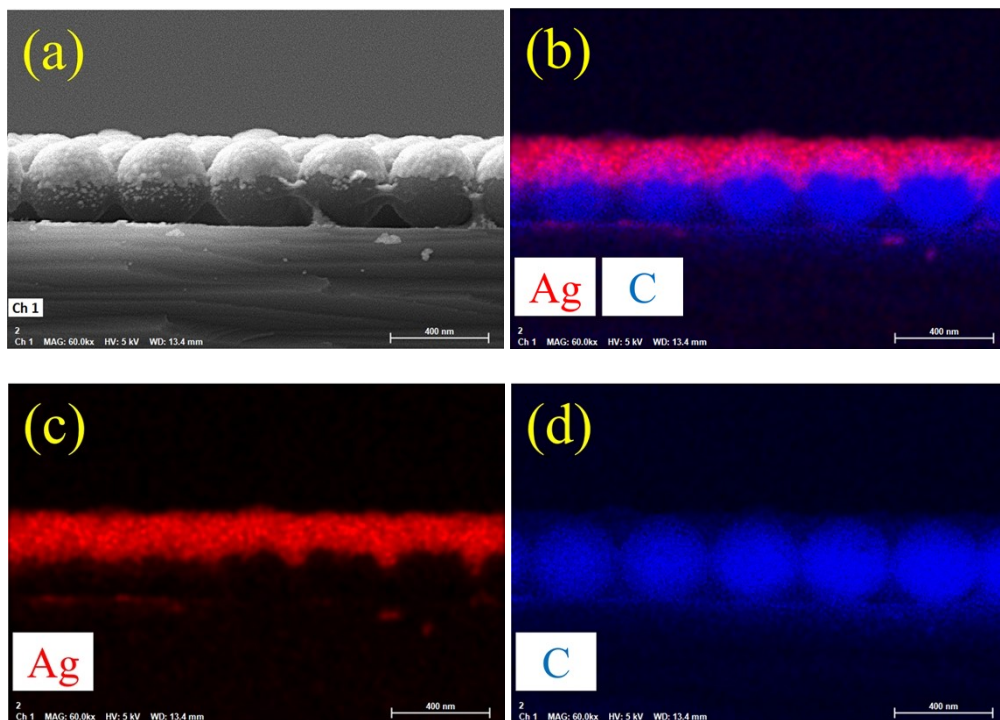 (a)
Ch 1
2
Ch 1 MAG: 60.0kx HV: 5 kV WD: 13.4 mm
400 nm
(b)
Ag C
2
Ch 1 MAG: 60.0kx HV: 5 kV WD: 13.4 mm
400 nm
(c)
Ag
2
Ch 1 MAG: 60.0kx HV: 5 kV WD: 13.4 mm
400 nm
(d)
C
2
Ch 1 MAG: 60.0kx HV: 5 kV WD: 13.4 mm
400 nm